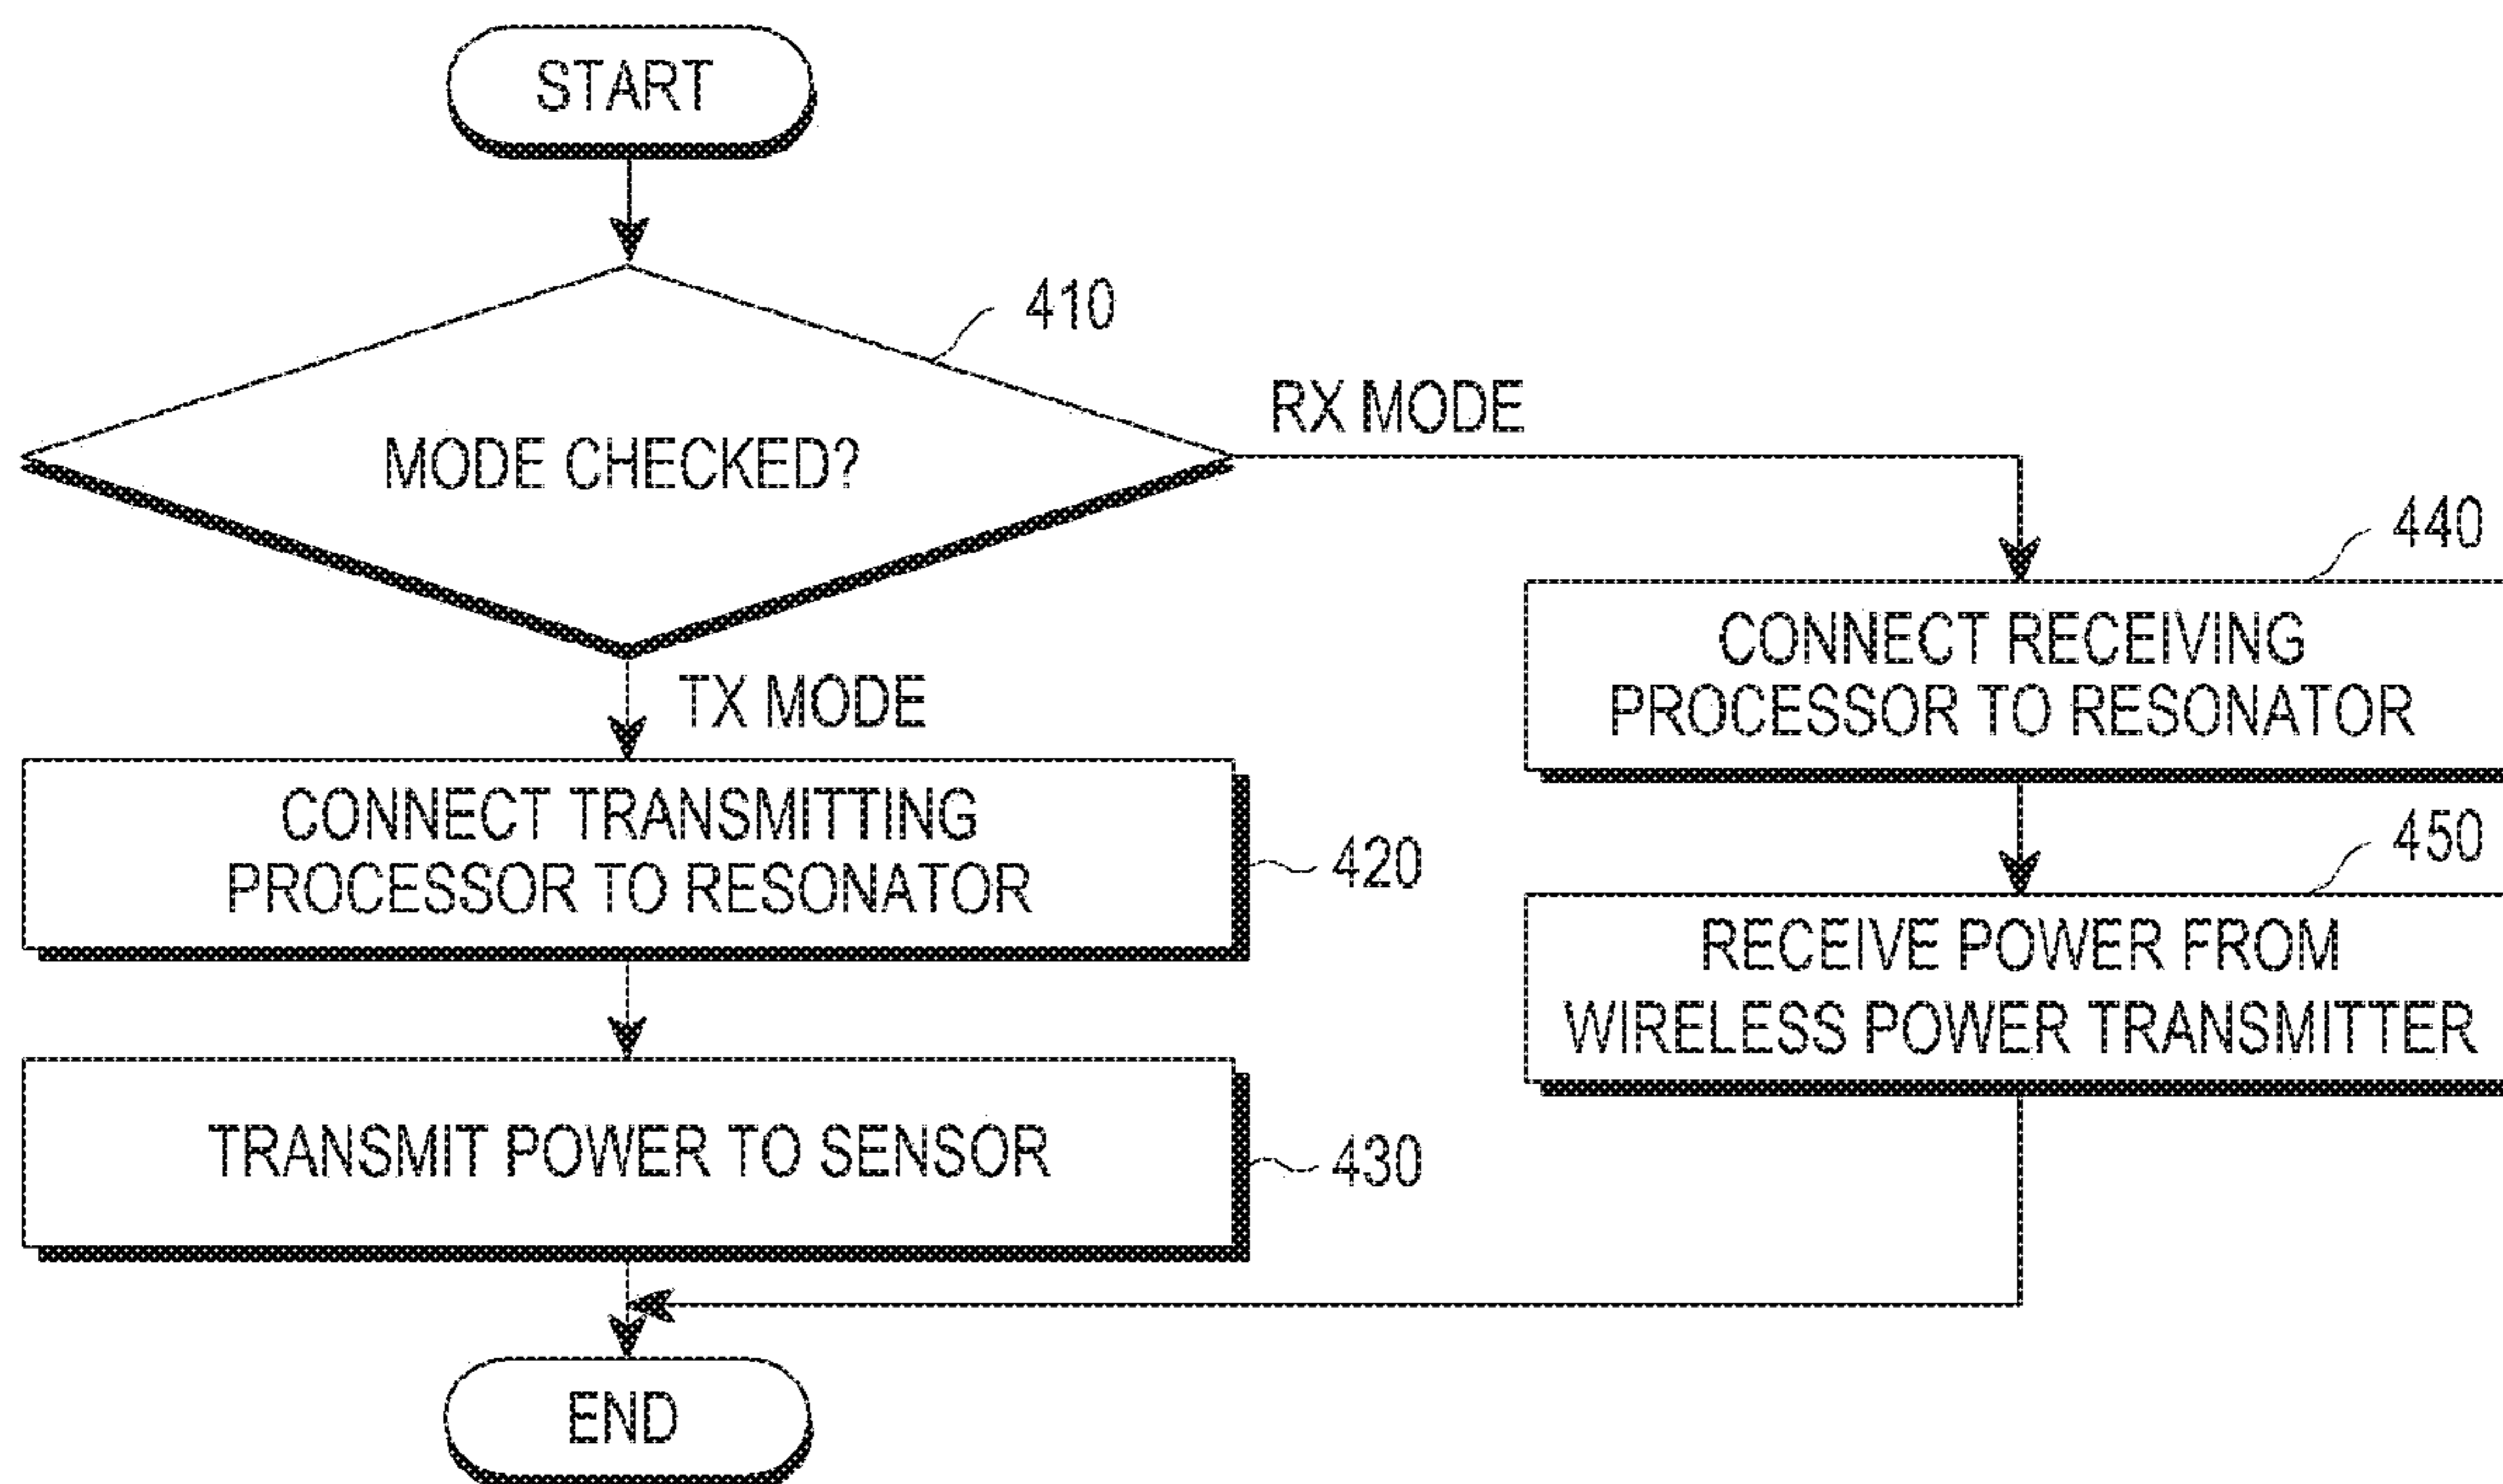 START
410
MODE CHECKED?
RX MODE
TX MODE
440
CONNECT RECEIVING
PROCESSOR TO RESONATOR
CONNECT TRANSMITTING
PROCESSOR TO RESONATOR
420
450
RECEIVE POWER FROM
WIRELESS POWER TRANSMITTER
TRANSMIT POWER TO SENSOR
430
END